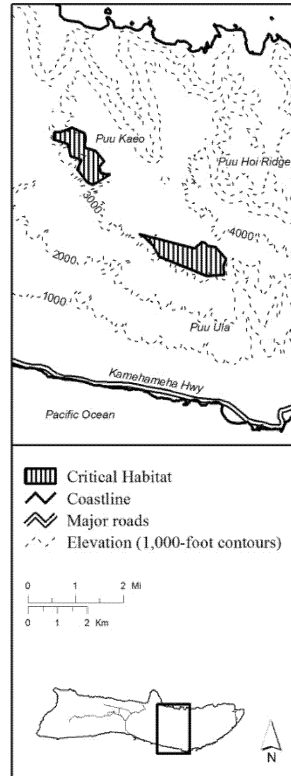 Puu Kaeo
Puu Hoi Ridge
3000
4000
2000
1000
Puu Ula
Kamehameha Hwy
Pacific Ocean
Critical Habitat
Coastline
Major roads
Elevation (1,000-foot contours)
0 1 2 Mi
0 1 2 Km
N